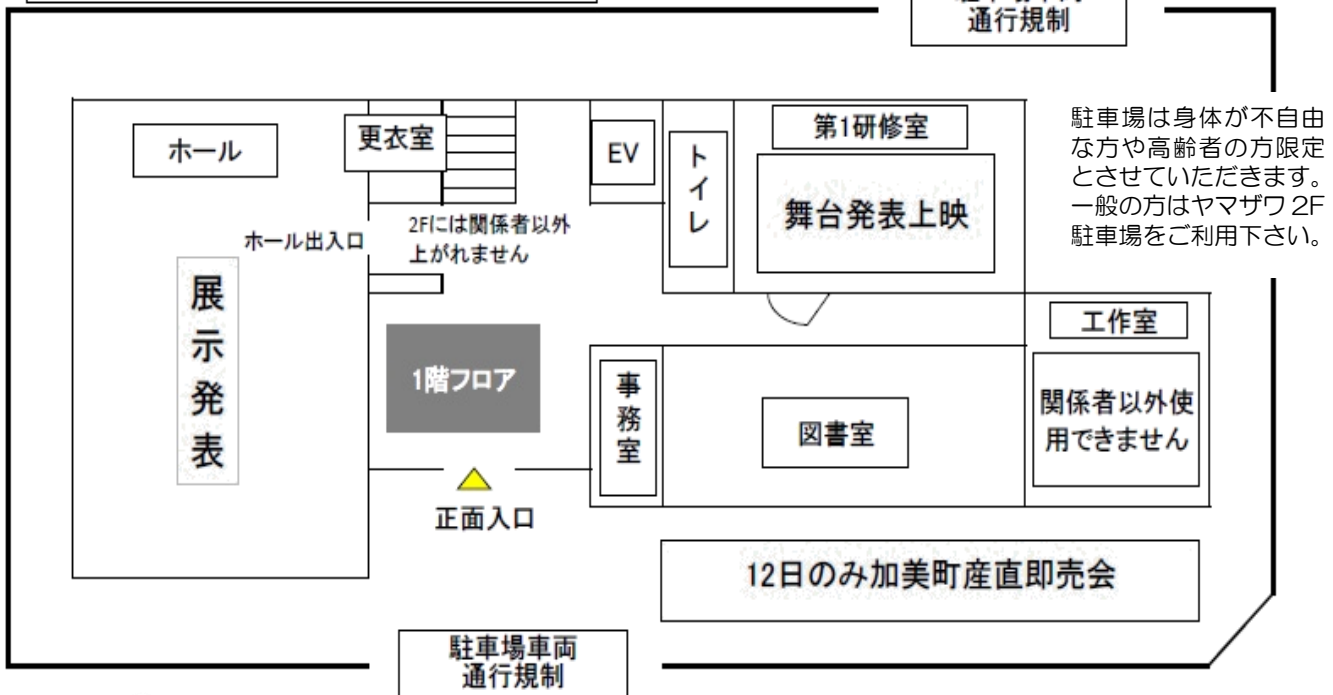 通行規制
ホール
更衣室
EV
トイレ
第1研修室
舞台発表上映
駐車場は身体が不自由
な方や高齢者の方限定
とさせていただきます。
一般の方はヤマザワ2F
駐車場をご利用下さい。
ホール出入口
2Fには関係者以外
上がれません
展示発表
1階フロア
事務室
図書室
工作室
関係者以外使
用できません
正面入口
12日のみ加美町産直即売会
駐車場車両
通行規制